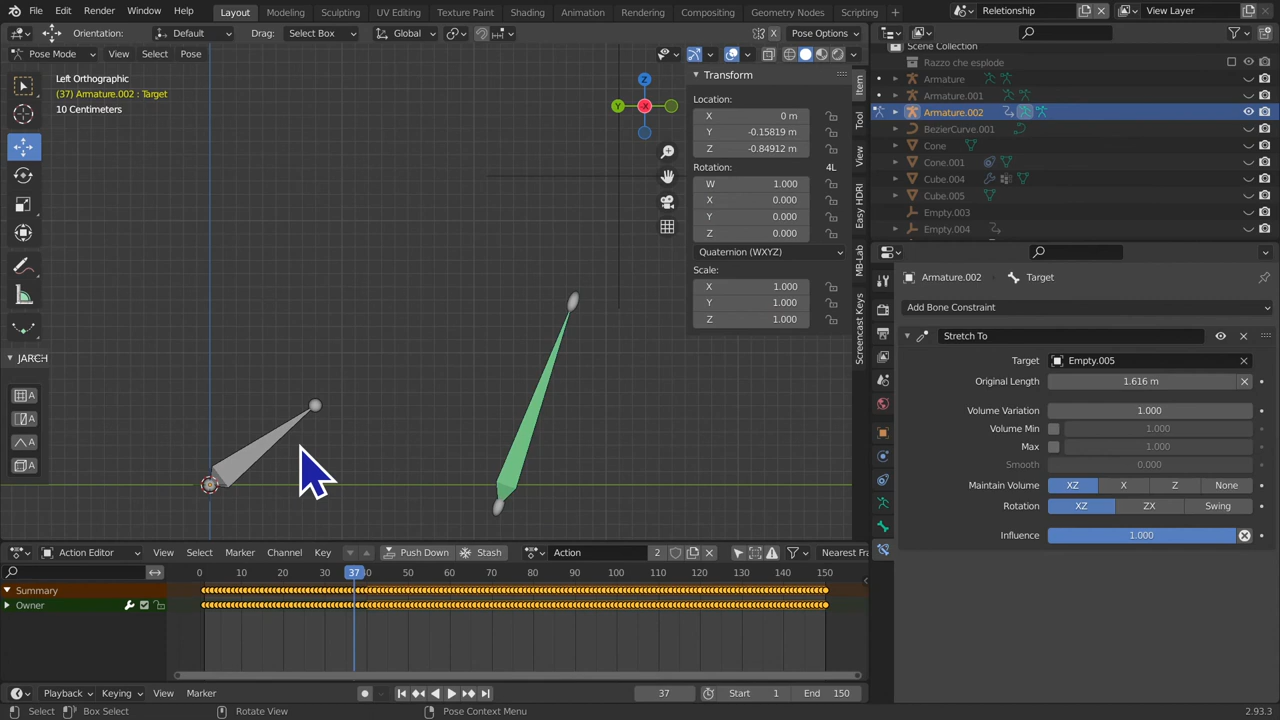 File Edit Render Window Help Layout Modeling Sculpting UV Editing Texture Paint Shading Animation Rendering Compositing Geometry Nodes Scripting Relationship View Layer
Orientation: Default Drag: Select Box Global Pose Options
Pose Mode View Select Pose
Left Orthographic
(37) Armature.002 : Target
10 Centimeters
JARCH
A
A
A
A
Z
Y
-X
Transform
Location:
X 0 m
Y -0.15819 m
Z -0.84912 m
Rotation: 4L
W 1.000
X 0.000
Y 0.000
Z 0.000
Quaternion (WXYZ)
Scale:
X 1.000
Y 1.000
Z 1.000
Item
Tool
View
Easy HDRI
MB-Lab
Screencast Keys
Scene Collection
Razzo che esplode
Armature
Armature.001
Armature.002
BezierCurve.001
Cone
Cone.001
Cube.004
Cube.005
Empty.003
Empty.004
Armature.002 Target
Add Bone Constraint
Stretch To
Target Empty.005
Original Length 1.616 m
Volume Variation 1.000
Volume Min 1.000
Max 1.000
Smooth 0.000
Maintain Volume XZ X Z None
Rotation XZ ZX Swing
Influence 1.000
Action Editor View Select Marker Channel Key Push Down Stash Action 2 Nearest Fra
1 10 20 30 37 40 50 60 70 80 90 100 110 120 130 140 150
Summary
Owner
Playback Keying View Marker 37 Start 1 End 150
Select Box Select Rotate View Pose Context Menu 2.93.3